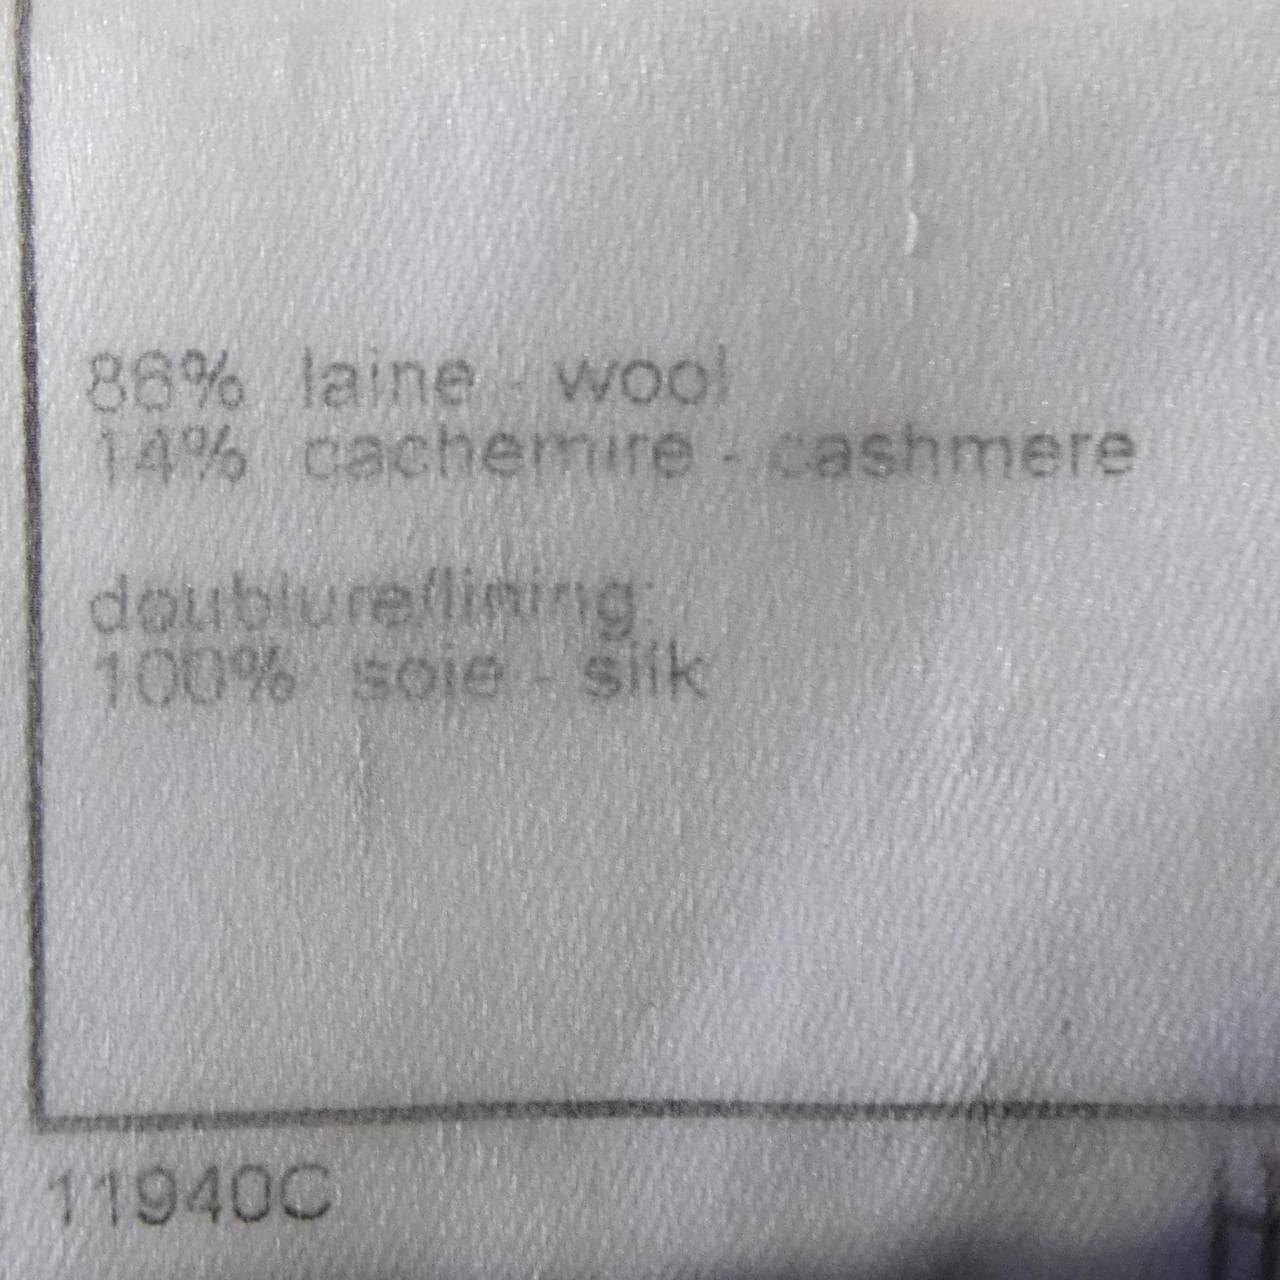 86% laine - wool
14% cachemire - cashmere
doublure/lining:
100% soie - silk
11940C